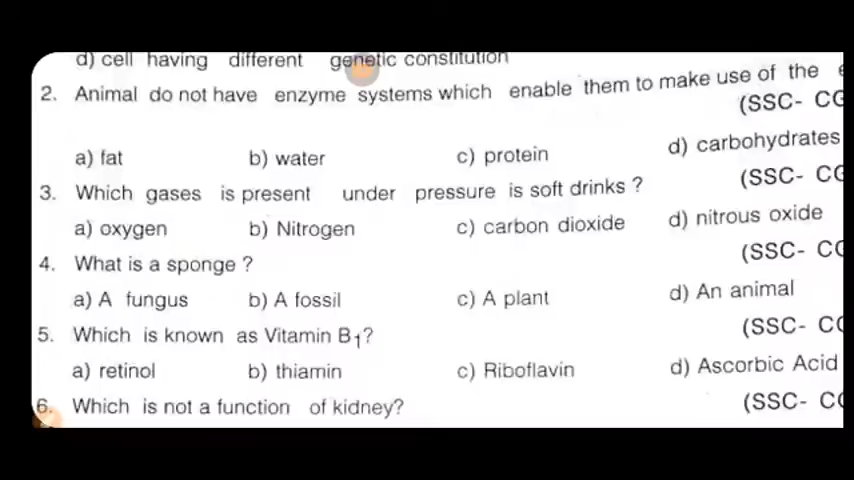 d) cell having different genetic constitution
2. Animal do not have enzyme systems which enable them to make use of the
(SSC- CG
a) fat b) water c) protein d) carbohydrates
(SSC- CG
3. Which gases is present under pressure is soft drinks ?
a) oxygen b) Nitrogen c) carbon dioxide d) nitrous oxide
(SSC- CG
4. What is a sponge ?
a) A fungus b) A fossil c) A plant d) An animal
(SSC- CG
5. Which is known as Vitamin B1?
a) retinol b) thiamin c) Riboflavin d) Ascorbic Acid
(SSC- CG
6. Which is not a function of kidney?